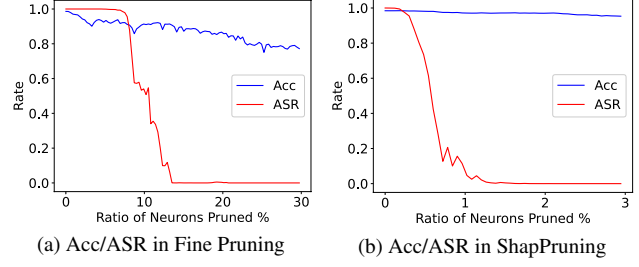 1.0
0.8
0.6
0.4
0.2
0.0
Rate
Acc
ASR
0 10 20 30
Ratio of Neurons Pruned %
(a) Acc/ASR in Fine Pruning
1.0
0.8
0.6
0.4
0.2
0.0
Rate
Acc
ASR
0 1 2 3
Ratio of Neurons Pruned %
(b) Acc/ASR in ShapPruning